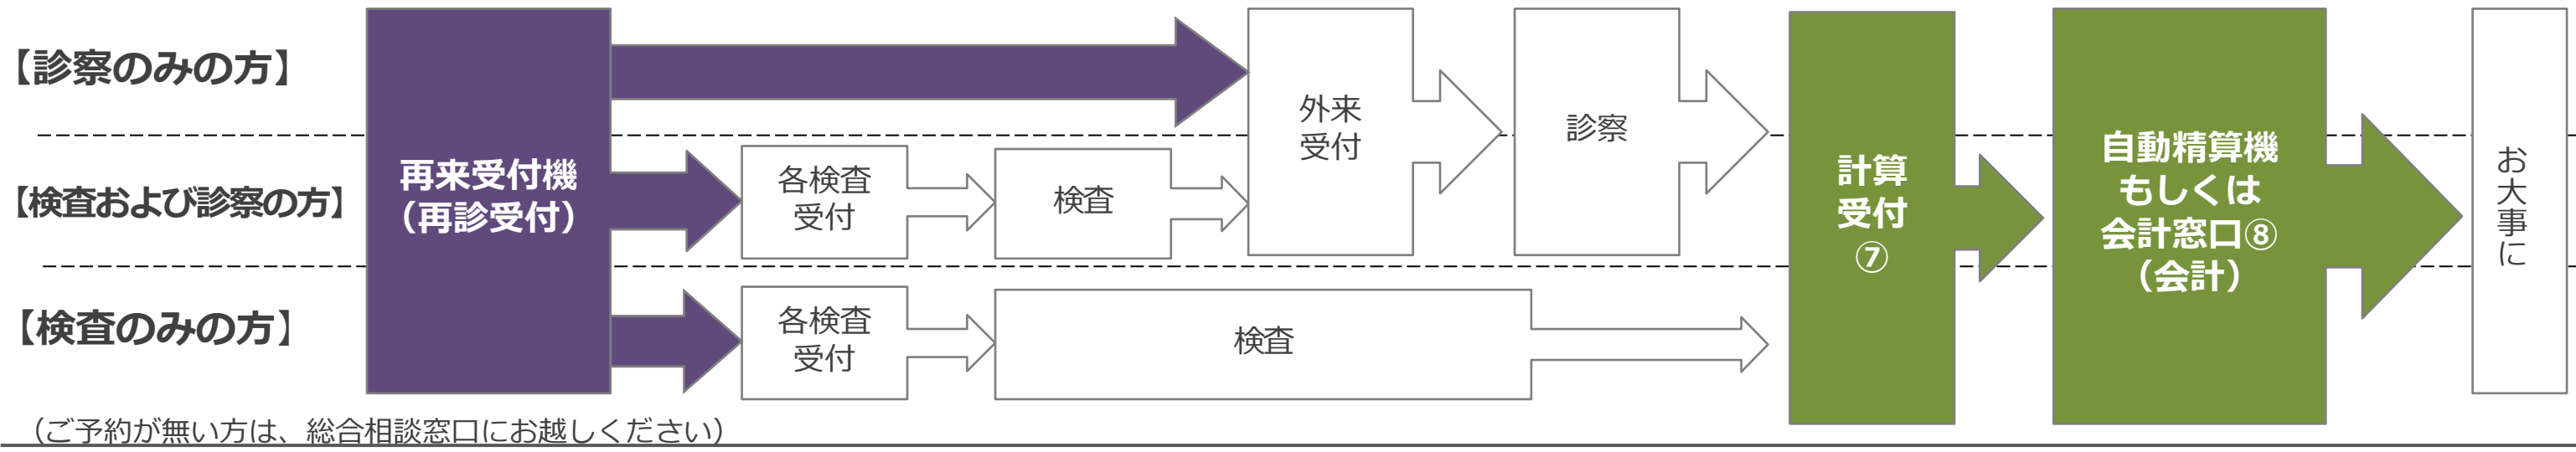 【診察のみの方】
【検査および診察の方】
【検査のみの方】
再来受付機
（再診受付）
各検査
受付
検査
各検査
受付
検査
外来
受付
診察
計算
受付
⑦
自動精算機
もしくは
会計窓口⑧
（会計）
お大事に
（ご予約が無い方は、総合相談窓口にお越しください）